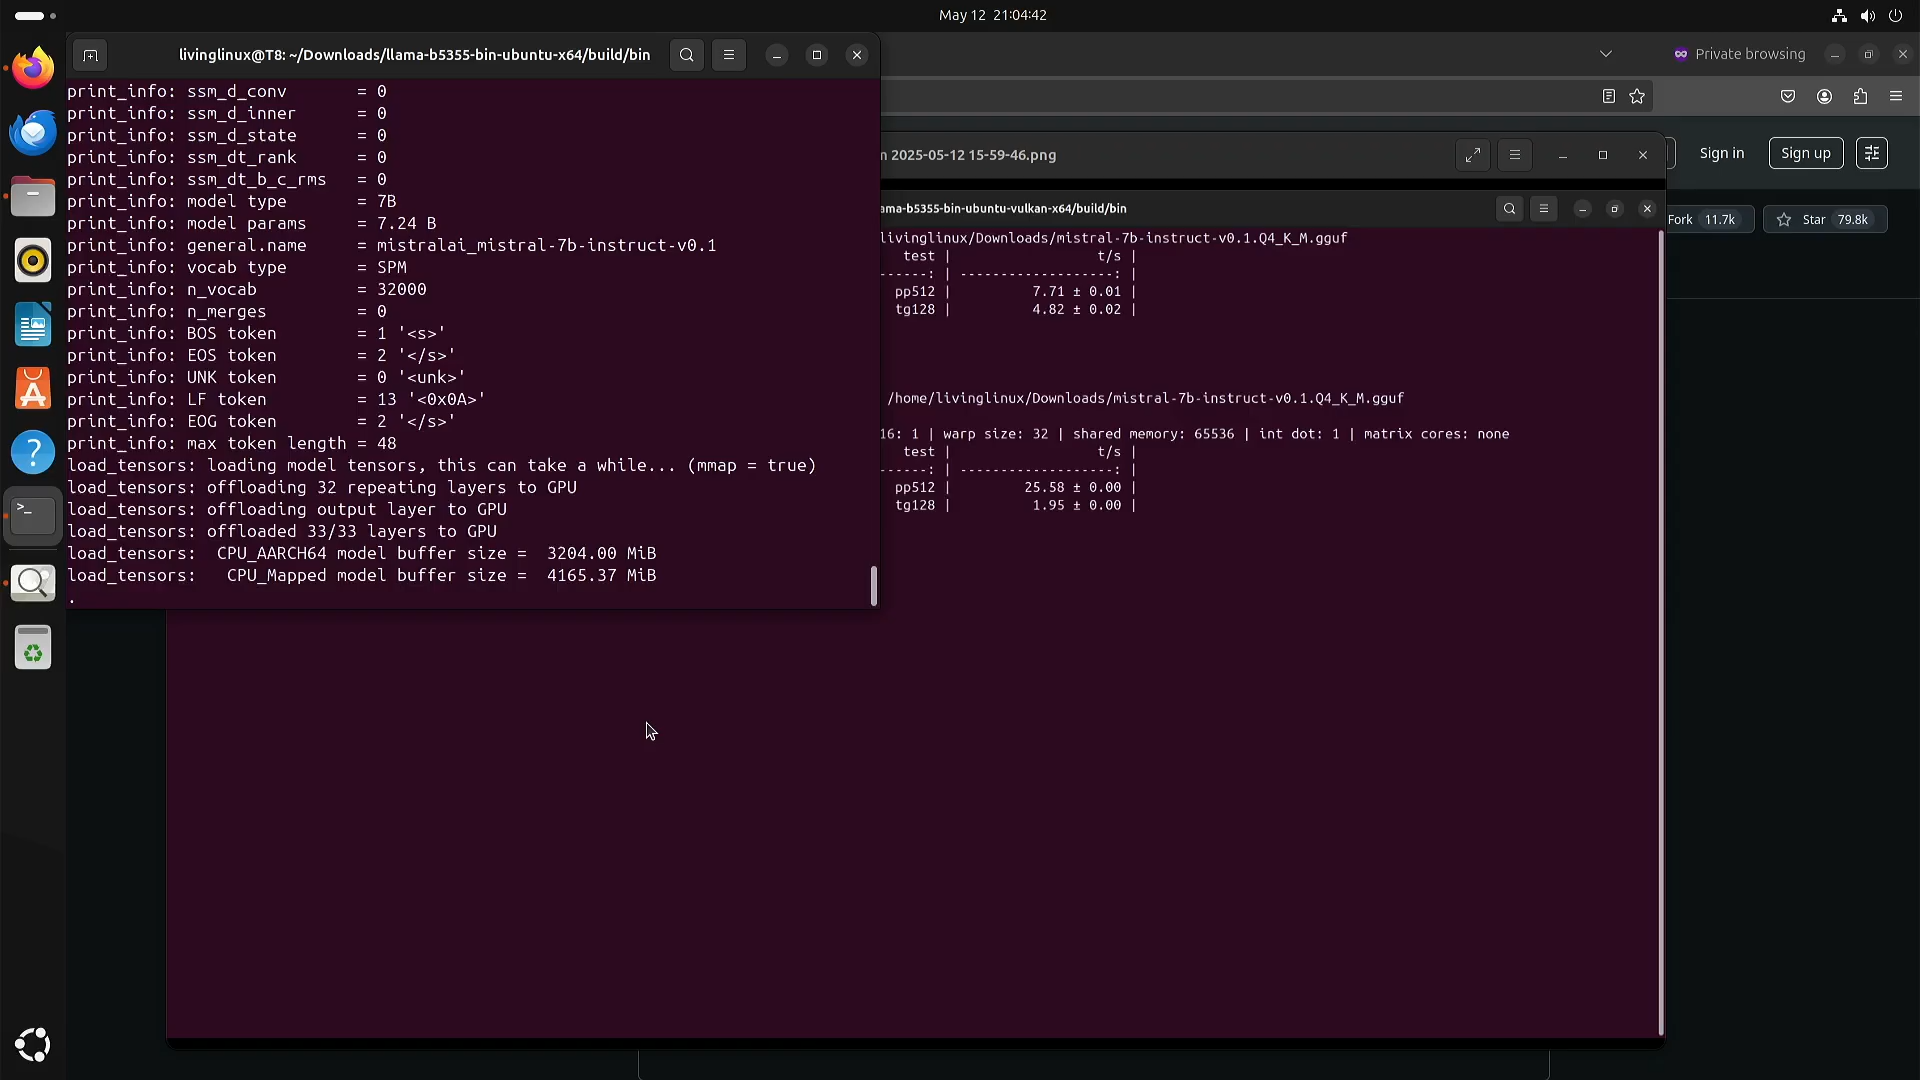 May 12 21:04:42
livinglinux@T8: ~/Downloads/llama-b5355-bin-ubuntu-x64/build/bin
print_info: ssm_d_conv = 0
print_info: ssm_d_inner = 0
print_info: ssm_d_state = 0
print_info: ssm_dt_rank = 0
print_info: ssm_dt_b_c_rms = 0
print_info: model type = 7B
print_info: model params = 7.24 B
print_info: general.name = mistralai_mistral-7b-instruct-v0.1
print_info: vocab type = SPM
print_info: n_vocab = 32000
print_info: n_merges = 0
print_info: BOS token = 1 '<s>'
print_info: EOS token = 2 '</s>'
print_info: UNK token = 0 '<unk>'
print_info: LF token = 13 '<0x0A>'
print_info: EOG token = 2 '</s>'
print_info: max token length = 48
load_tensors: loading model tensors, this can take a while... (mmap = true)
load_tensors: offloading 32 repeating layers to GPU
load_tensors: offloading output layer to GPU
load_tensors: offloaded 33/33 layers to GPU
load_tensors: CPU_AARCH64 model buffer size = 3204.00 MiB
load_tensors: CPU_Mapped model buffer size = 4165.37 MiB
.
Private browsing
Sign in
Sign up
Fork 11.7k
Star 79.8k
n 2025-05-12 15-59-46.png
ama-b5355-bin-ubuntu-vulkan-x64/build/bin
livinglinux/Downloads/mistral-7b-instruct-v0.1.Q4_K_M.gguf
test | t/s |
-----: | -------------------: |
pp512 | 7.71 ± 0.01 |
tg128 | 4.82 ± 0.02 |
/home/livinglinux/Downloads/mistral-7b-instruct-v0.1.Q4_K_M.gguf
16: 1 | warp size: 32 | shared memory: 65536 | int dot: 1 | matrix cores: none
test | t/s |
-----: | -------------------: |
pp512 | 25.58 ± 0.00 |
tg128 | 1.95 ± 0.00 |